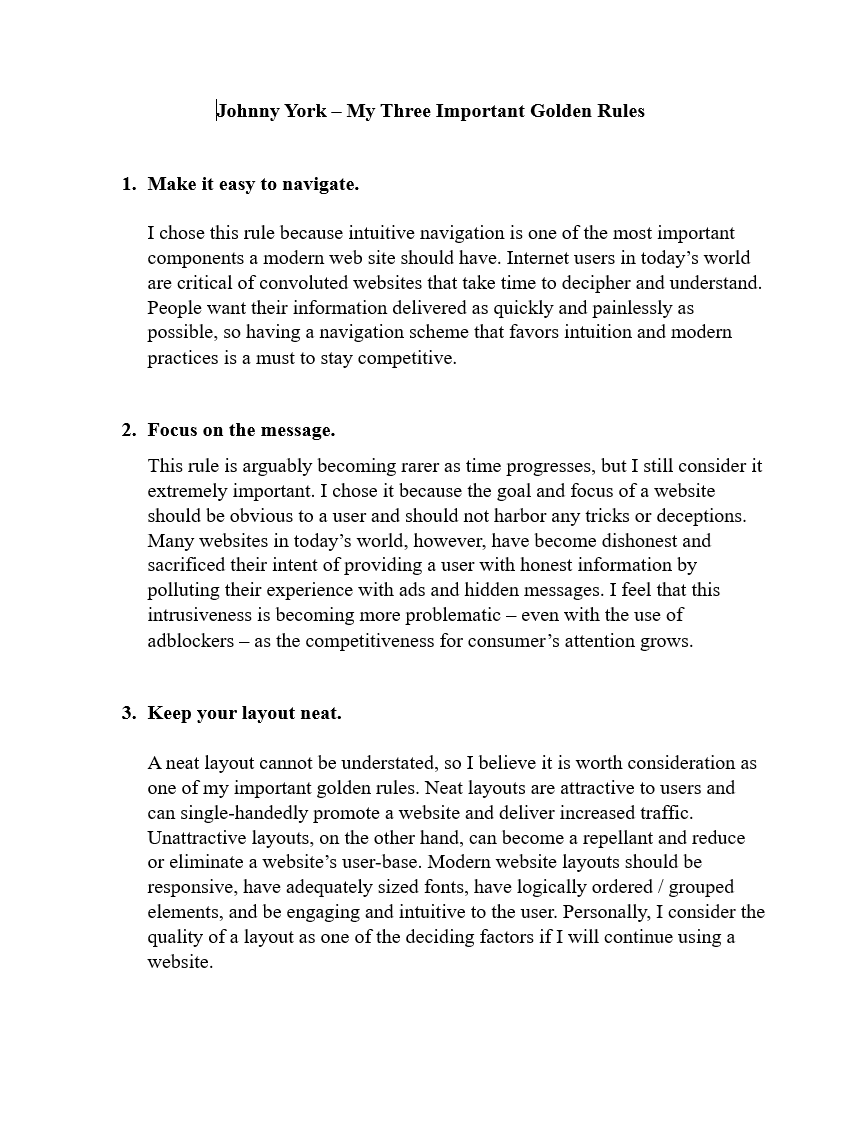 Johnny York – My Three Important Golden Rules
1. Make it easy to navigate.
I chose this rule because intuitive navigation is one of the most important
components a modern web site should have. Internet users in today’s world
are critical of convoluted websites that take time to decipher and understand.
People want their information delivered as quickly and painlessly as
possible, so having a navigation scheme that favors intuition and modern
practices is a must to stay competitive.
2. Focus on the message.
This rule is arguably becoming rarer as time progresses, but I still consider it
extremely important. I chose it because the goal and focus of a website
should be obvious to a user and should not harbor any tricks or deceptions.
Many websites in today’s world, however, have become dishonest and
sacrificed their intent of providing a user with honest information by
polluting their experience with ads and hidden messages. I feel that this
intrusiveness is becoming more problematic – even with the use of
adblockers – as the competitiveness for consumer’s attention grows.
3. Keep your layout neat.
A neat layout cannot be understated, so I believe it is worth consideration as
one of my important golden rules. Neat layouts are attractive to users and
can single-handedly promote a website and deliver increased traffic.
Unattractive layouts, on the other hand, can become a repellant and reduce
or eliminate a website’s user-base. Modern website layouts should be
responsive, have adequately sized fonts, have logically ordered / grouped
elements, and be engaging and intuitive to the user. Personally, I consider the
quality of a layout as one of the deciding factors if I will continue using a
website.